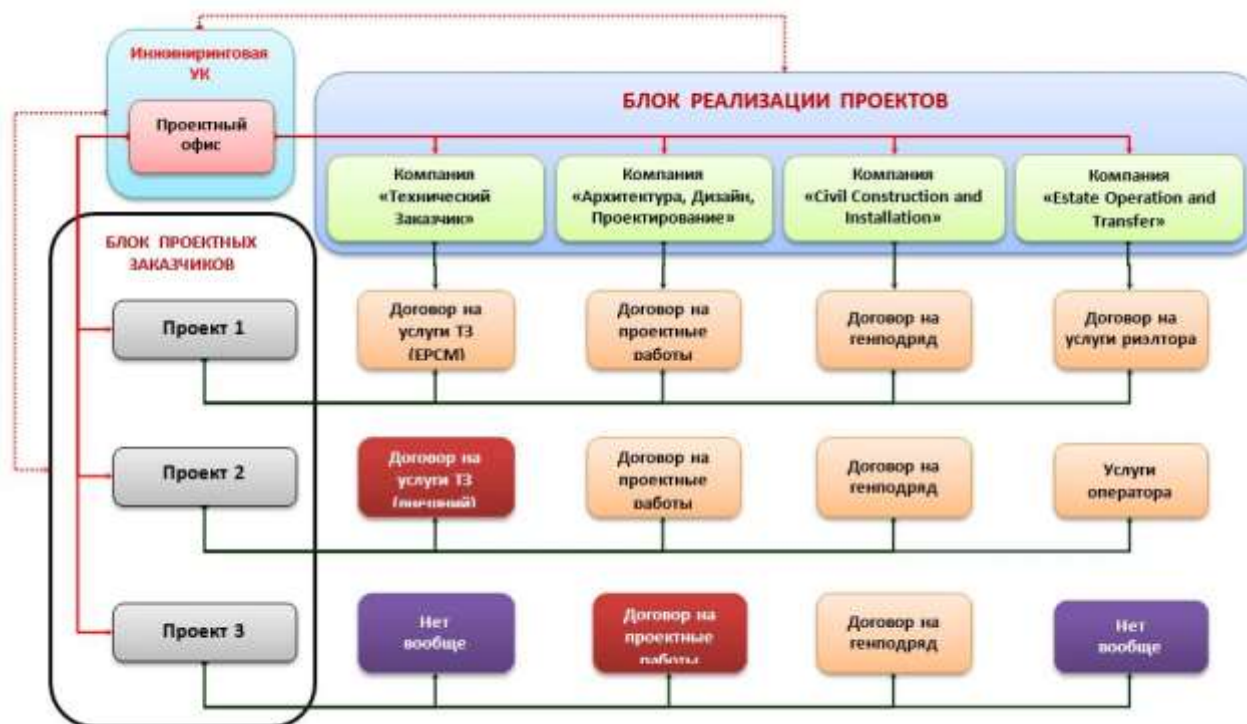 Инжиниринговая
УК
Проектный
офис
БЛОК РЕАЛИЗАЦИИ ПРОЕКТОВ
Компания
«Технический
Заказчик»
Компания
«Архитектура, Дизайн,
Проектирование»
Компания
«Civil Construction and
Installation»
Компания
«Estate Operation and
Transfer»
БЛОК ПРОЕКТНЫХ
ЗАКАЗЧИКОВ
Проект 1
Договор на
услуги ТЗ
(EPCM)
Договор на
проектные
работы
Договор на
генподряд
Договор на
услуги риэлтора
Проект 2
Договор на
услуги ТЗ
(внешний)
Договор на
проектные
работы
Договор на
генподряд
Услуги
оператора
Проект 3
Нет
вообще
Договор на
проектные
работы
Договор на
генподряд
Нет
вообще